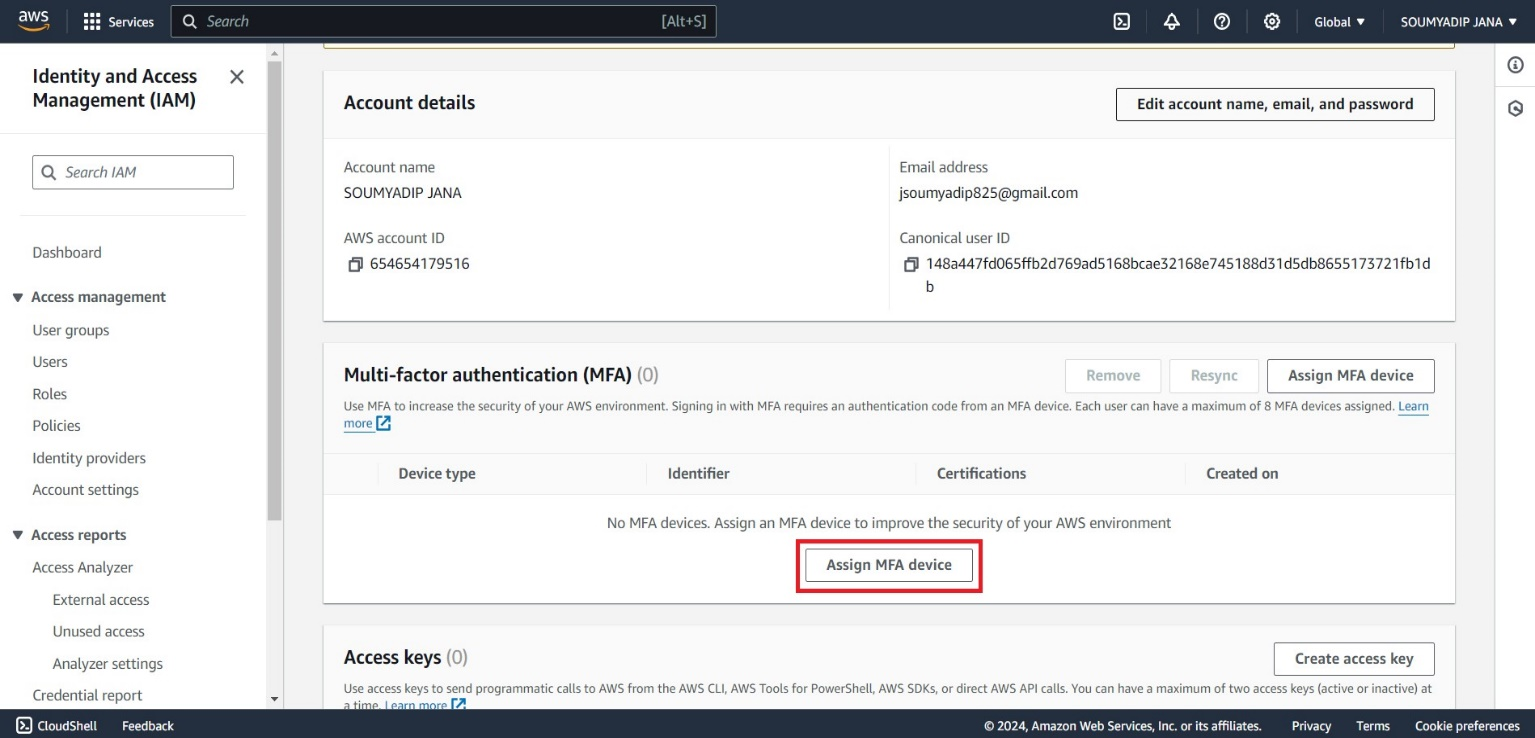 aws
Services
Search
[Alt+S]
Global
SOUMYADIP JANA
Identity and Access
Management (IAM)
Search IAM
Dashboard
Access management
User groups
Users
Roles
Policies
Identity providers
Account settings
Access reports
Access Analyzer
External access
Unused access
Analyzer settings
Credential report
Account details
Edit account name, email, and password
Account name
SOUMYADIP JANA
Email address
jsoumyadip825@gmail.com
AWS account ID
654654179516
Canonical user ID
148a447fd065ffb2d769ad5168bcae32168e745188d31d5db8655173721fb1d
b
Multi-factor authentication (MFA) (0)
Remove
Resync
Assign MFA device
Use MFA to increase the security of your AWS environment. Signing in with MFA requires an authentication code from an MFA device. Each user can have a maximum of 8 MFA devices assigned. Learn
more
Device type
Identifier
Certifications
Created on
No MFA devices. Assign an MFA device to improve the security of your AWS environment
Assign MFA device
Access keys (0)
Create access key
Use access keys to send programmatic calls to AWS from the AWS CLI, AWS Tools for PowerShell, AWS SDKs, or direct AWS API calls. You can have a maximum of two access keys (active or inactive) at
a time. Learn more
CloudShell
Feedback
© 2024, Amazon Web Services, Inc. or its affiliates.
Privacy
Terms
Cookie preferences